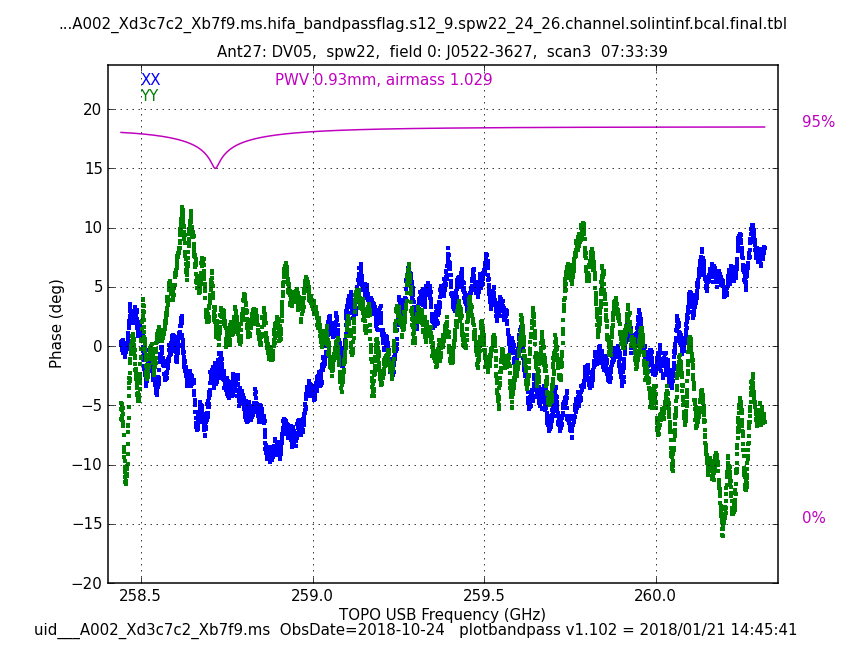 ...A002_Xd3c7c2_Xb7f9.ms.hifa_bandpassflag.s12_9.spw22_24_26.channel.solintinf.bcal.final.tbl
Ant27: DV05, spw22, field 0: J0522-3627, scan3 07:33:39
XX
PWV 0.93mm, airmass 1.029
YY
20
95%
15
10
5
0
−5
−10
−15
0%
−20
Phase (deg)
258.5 259.0 259.5 260.0
TOPO USB Frequency (GHz)
uid___A002_Xd3c7c2_Xb7f9.ms ObsDate=2018-10-24 plotbandpass v1.102 = 2018/01/21 14:45:41